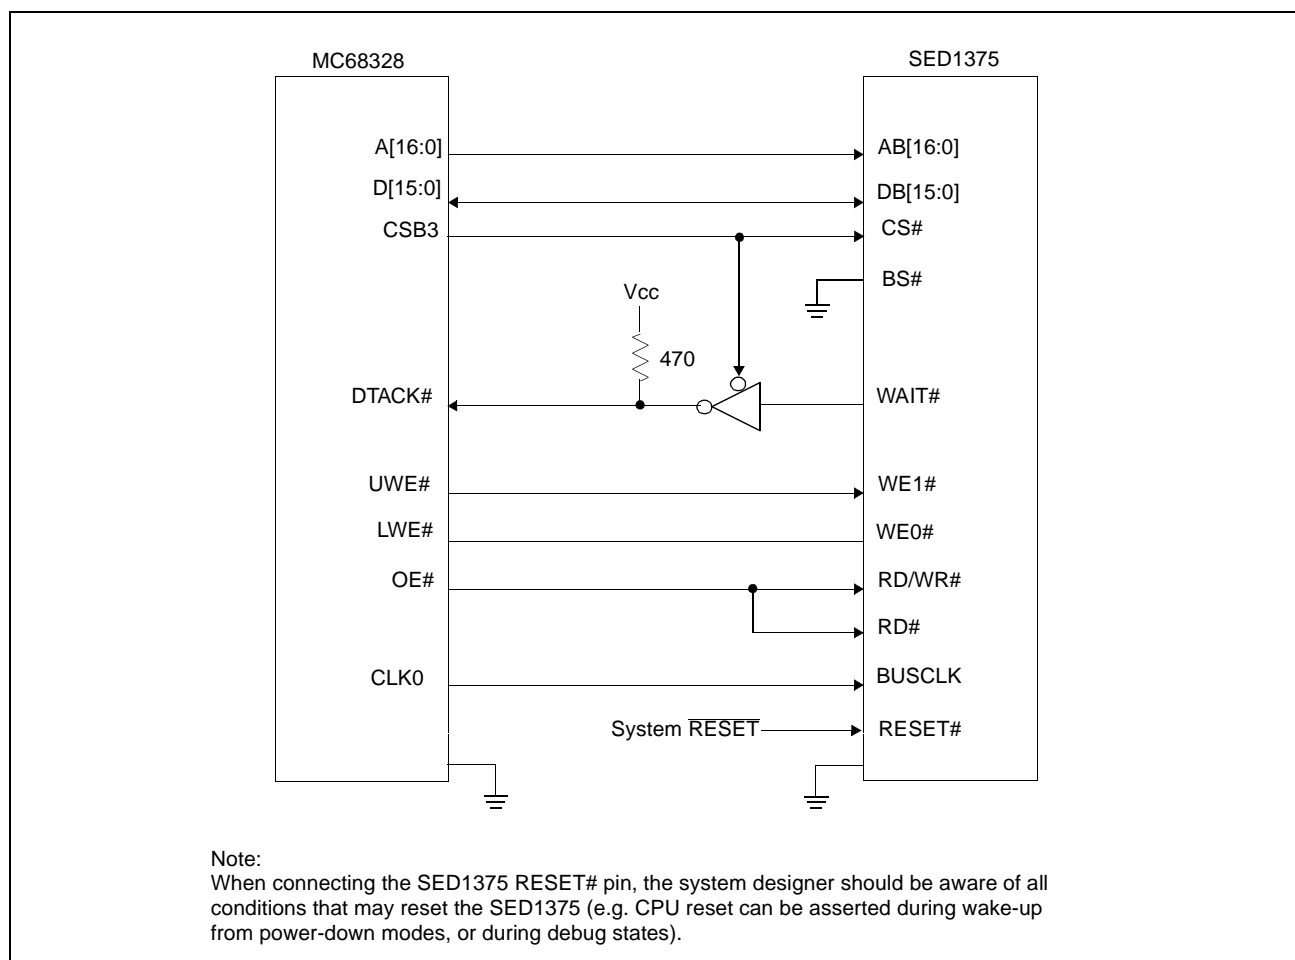 MC68328
SED1375
A[16:0]
AB[16:0]
D[15:0]
DB[15:0]
CSB3
CS#
BS#
Vcc
470
DTACK#
WAIT#
UWE#
WE1#
LWE#
WE0#
OE#
RD/WR#
RD#
CLK0
BUSCLK
System RESET
RESET#
Note:
When connecting the SED1375 RESET# pin, the system designer should be aware of all
conditions that may reset the SED1375 (e.g. CPU reset can be asserted during wake-up
from power-down modes, or during debug states).